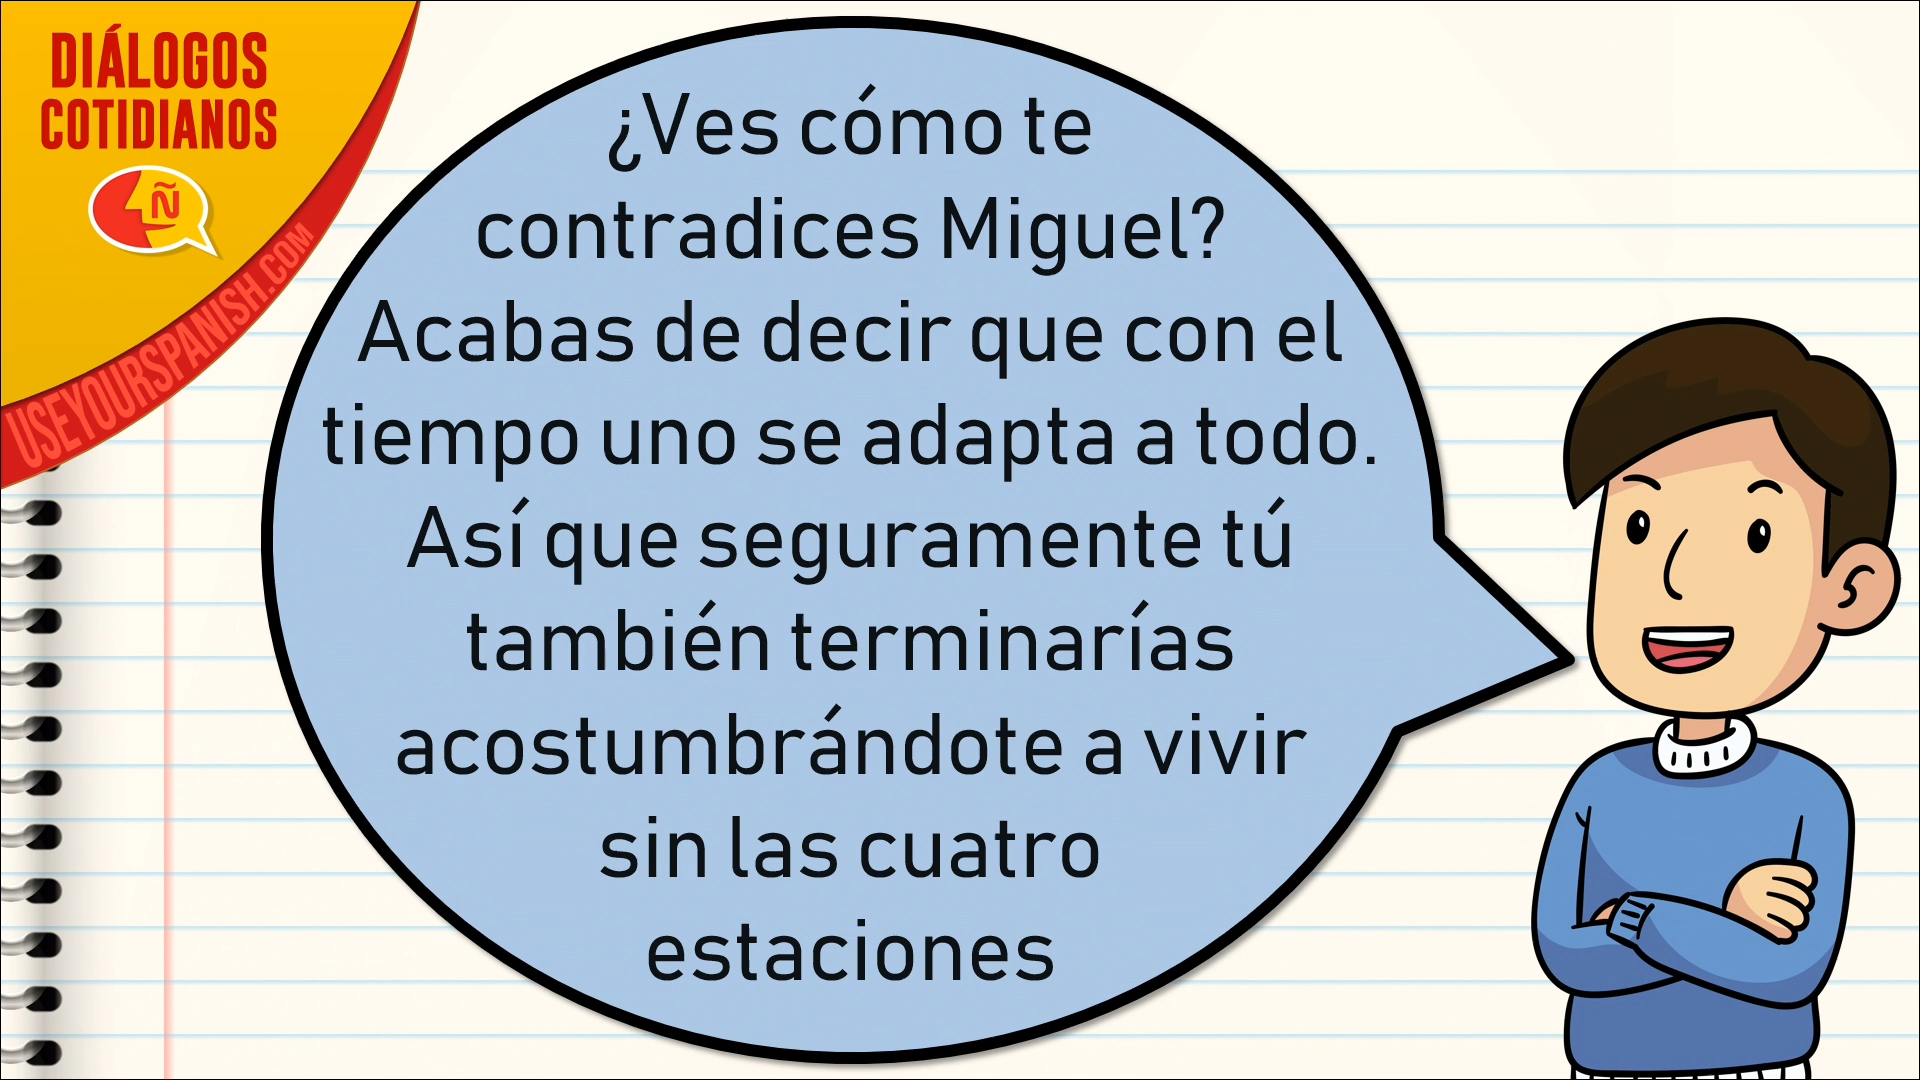 DIÁLOGOS
COTIDIANOS
Ñ
USEYOURSPANISH.COM
¿Ves cómo te
contradices Miguel?
Acabas de decir que con el
tiempo uno se adapta a todo.
Así que seguramente tú
también terminarías
acostumbrándote a vivir
sin las cuatro
estaciones